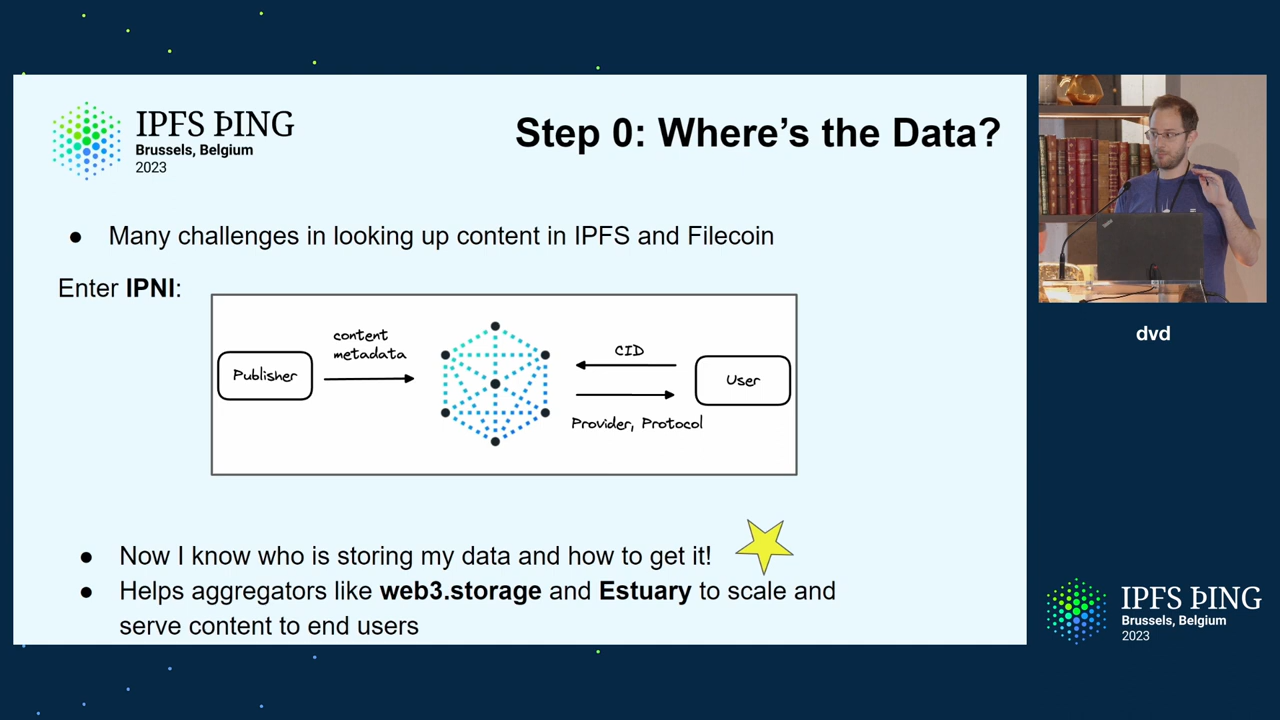 IPFS ÞING
Brussels, Belgium
2023
Step 0: Where's the Data?
● Many challenges in looking up content in IPFS and Filecoin
Enter IPNI:
content
metadata
Publisher
CID
User
Provider, Protocol
● Now I know who is storing my data and how to get it!
● Helps aggregators like web3.storage and Estuary to scale and
serve content to end users
dvd
IPFS ÞING
Brussels, Belgium
2023